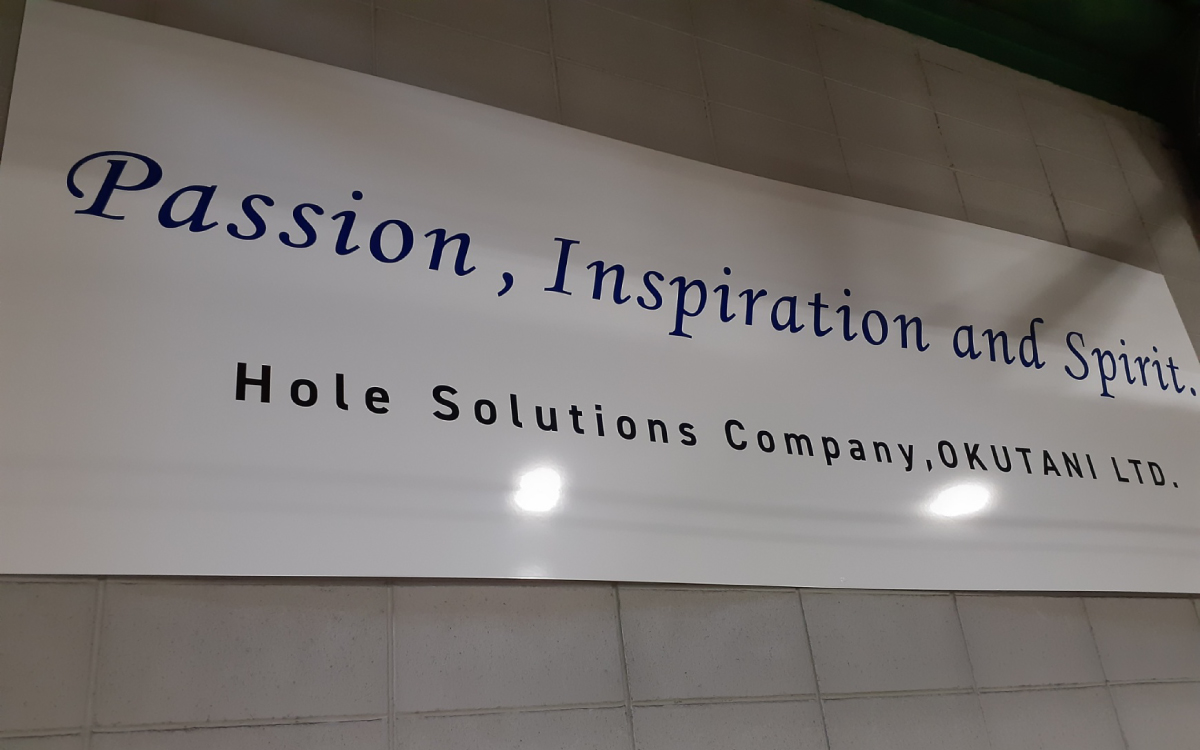 Passion, Inspiration and Spirit.
Hole Solutions Company,OKUTANI LTD.